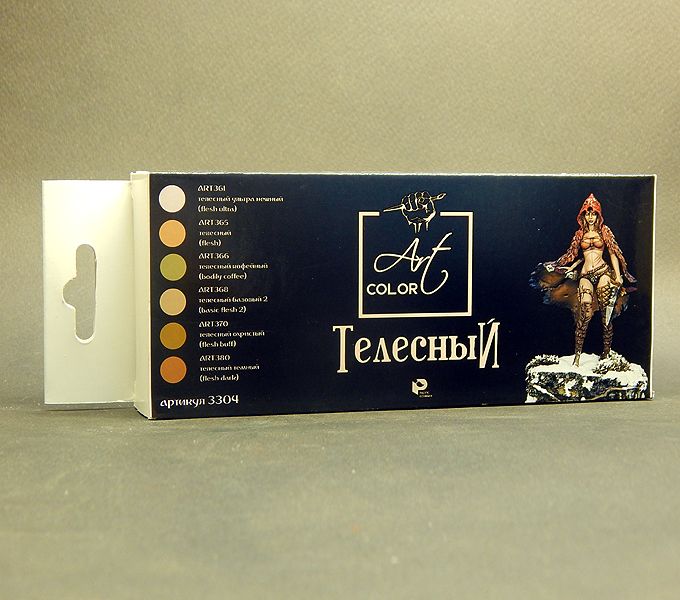 ART361
телесный ультра нежный
(flesh ultra)
ART365
телесный
(flesh)
ART366
телесный кофейный
(bodily coffee)
ART368
телесный базовый 2
(basic flesh 2)
ART370
телесный охристый
(flesh buff)
ART380
телесный темный
(flesh dark)
артикул 3304
Art
COLOR
Телесный